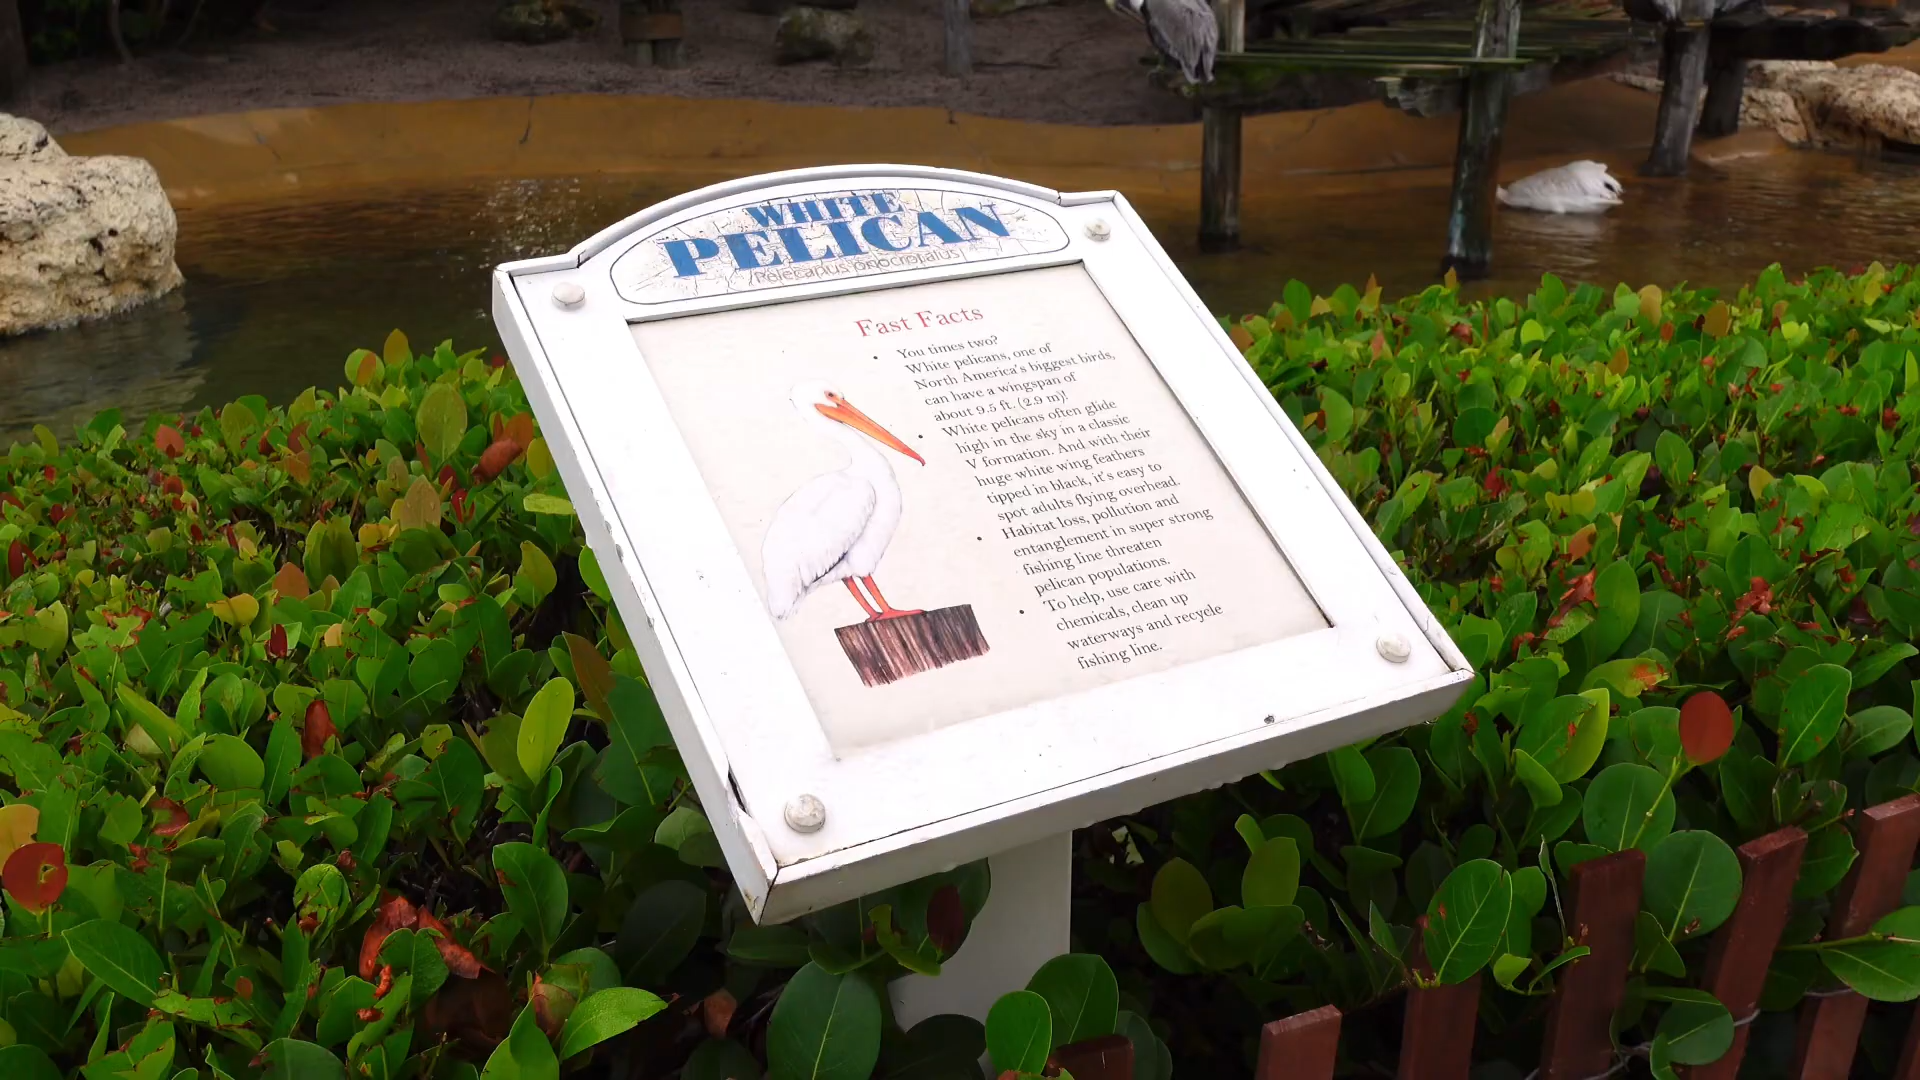 WHITE
PELICAN
Pelecanus onocrotalus
Fast Facts
• You times two?
White pelicans, one of
North America's biggest birds,
can have a wingspan of
about 9.5 ft. (2.9 m)!
• White pelicans often glide
high in the sky in a classic
V formation. And with their
huge white wing feathers
tipped in black, it's easy to
spot adults flying overhead.
• Habitat loss, pollution and
entanglement in super strong
fishing line threaten
pelican populations.
• To help, use care with
chemicals, clean up
waterways and recycle
fishing line.